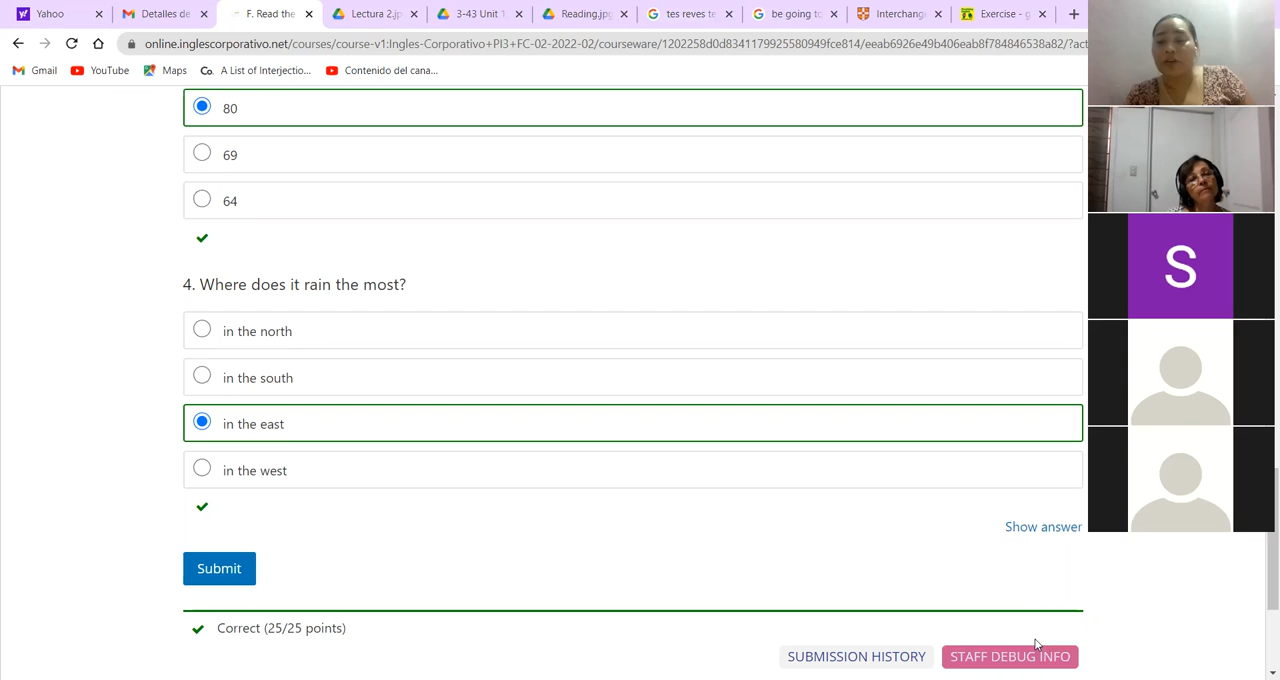 Yahoo
Detalles de
F. Read the
Lectura 2.jp
3-43 Unit 1
Reading.jpg
tes reves te
be going to
Interchang
Exercise - g
online.inglescorporativo.net/courses/course-v1:Ingles-Corporativo+PI3+FC-02-2022-02/courseware/1202258d0d8341179925580949fce814/eeab6926e49b406eab8f784846538a82/?act
Gmail
YouTube
Maps
Co.
A List of Interjectio...
Contenido del cana...
80
69
64
4. Where does it rain the most?
in the north
in the south
in the east
in the west
Show answer
Submit
Correct (25/25 points)
SUBMISSION HISTORY
STAFF DEBUG INFO
S